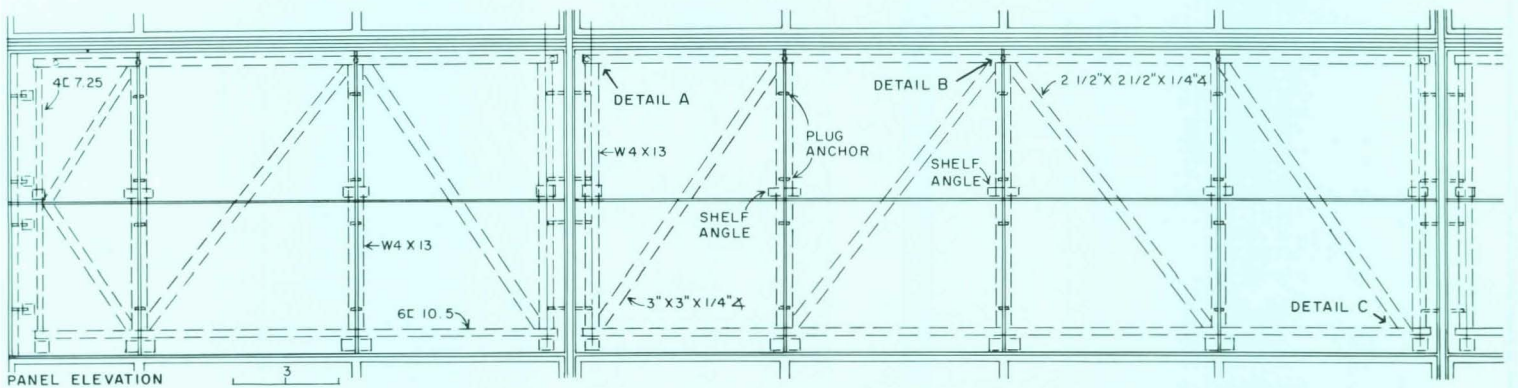 4⊏ 7.25
DETAIL A
DETAIL B
2 1/2" X 2 1/2" X 1/4" ∡
←W4 X 13
PLUG
ANCHOR
SHELF
ANGLE
SHELF
ANGLE
←W4 X 13
3" X 3" X 1/4" ∡
6⊏ 10.5
DETAIL C
PANEL ELEVATION
3